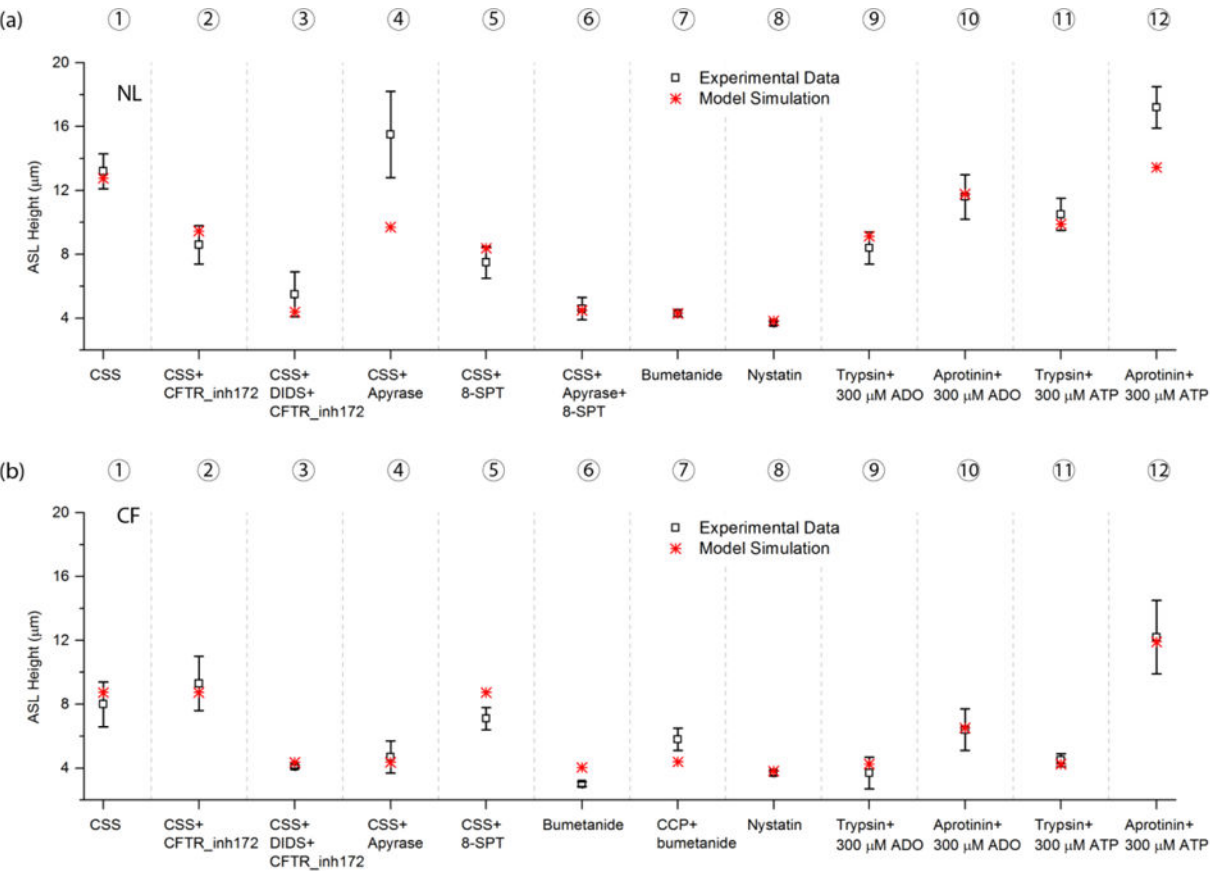 (a) ① ② ③ ④ ⑤ ⑥ ⑦ ⑧ ⑨ ⑩ ⑪ ⑫
NL
Experimental Data
Model Simulation
20
16
12
8
4
ASL Height (μm)
CSS
CSS+
CFTR_inh172
CSS+
DIDS+
CFTR_inh172
CSS+
Apyrase
CSS+
8-SPT
CSS+
Apyrase+
8-SPT
Bumetanide
Nystatin
Trypsin+
300 μM ADO
Aprotinin+
300 μM ADO
Trypsin+
300 μM ATP
Aprotinin+
300 μM ATP
(b) ① ② ③ ④ ⑤ ⑥ ⑦ ⑧ ⑨ ⑩ ⑪ ⑫
CF
Experimental Data
Model Simulation
20
16
12
8
4
ASL Height (μm)
CSS
CSS+
CFTR_inh172
CSS+
DIDS+
CFTR_inh172
CSS+
Apyrase
CSS+
8-SPT
Bumetanide
CCP+
bumetanide
Nystatin
Trypsin+
300 μM ADO
Aprotinin+
300 μM ADO
Trypsin+
300 μM ATP
Aprotinin+
300 μM ATP